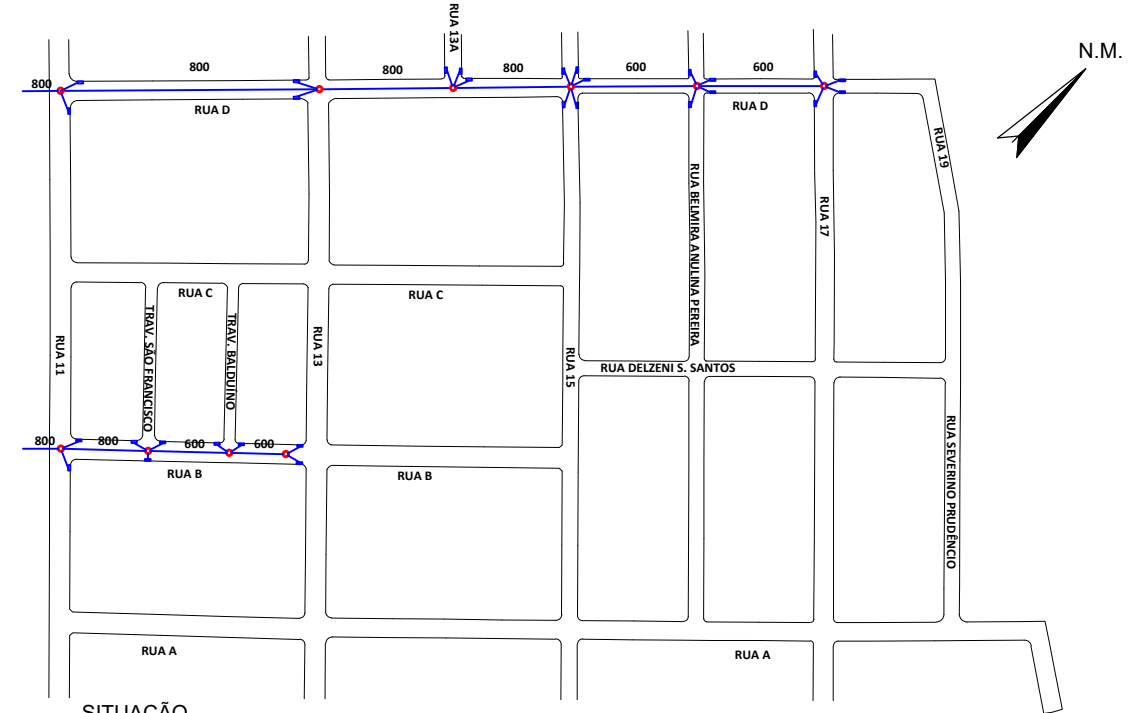 RUA 13A
N.M.
800
800
800
800
600
600
RUA D
RUA D
RUA 19
RUA BELMIRA ANULINA PEREIRA
RUA 17
RUA C
RUA C
TRAV. SÃO FRANCISCO
TRAV. BALDUINO
RUA 13
RUA 11
RUA 15
RUA DELZENI S. SANTOS
800
800
600
600
RUA B
RUA B
RUA SEVERINO PRUDÊNCIO
RUA A
RUA A
SITUAÇÃO